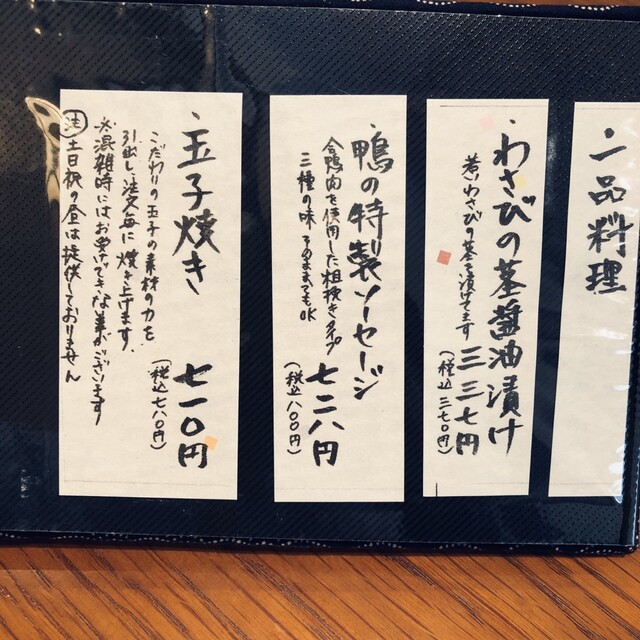 ・一品料理
・わさびの茎醤油漬け
若いわさびの茎を漬けてます
三三七円
(税込三七〇円)
・鴨の特製ソーセージ
合鴨肉を使用した粗挽きタイプ
三種の味 そのままでもOK
七二八円
(税込八〇〇円)
・玉子焼き
こだわりの玉子の素材の力を
引出し、注文毎に焼き上げます。
七一〇円
(税込七八〇円)
※混雑時にはお受けできない事がございます
注 土日祝の昼は提供しておりません